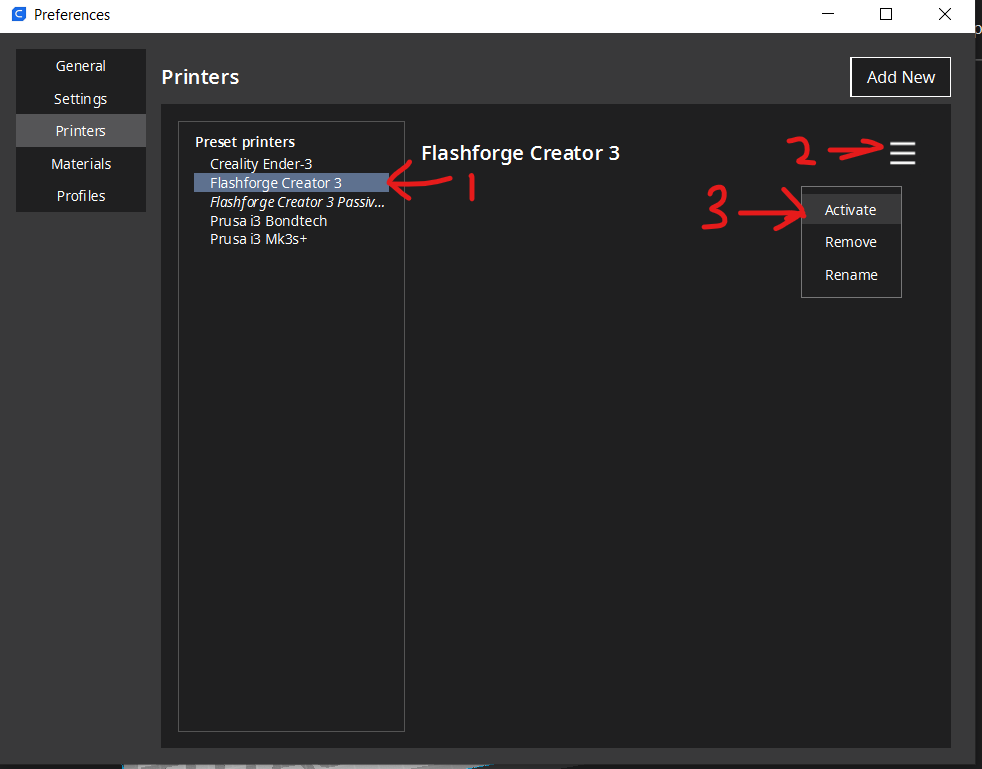 Preferences
General
Settings
Printers
Materials
Profiles
Printers
Add New
Preset printers
Creality Ender-3
Flashforge Creator 3
Flashforge Creator 3 Passiv...
Prusa i3 Bondtech
Prusa i3 Mk3s+
1
Flashforge Creator 3
2
3
Activate
Remove
Rename